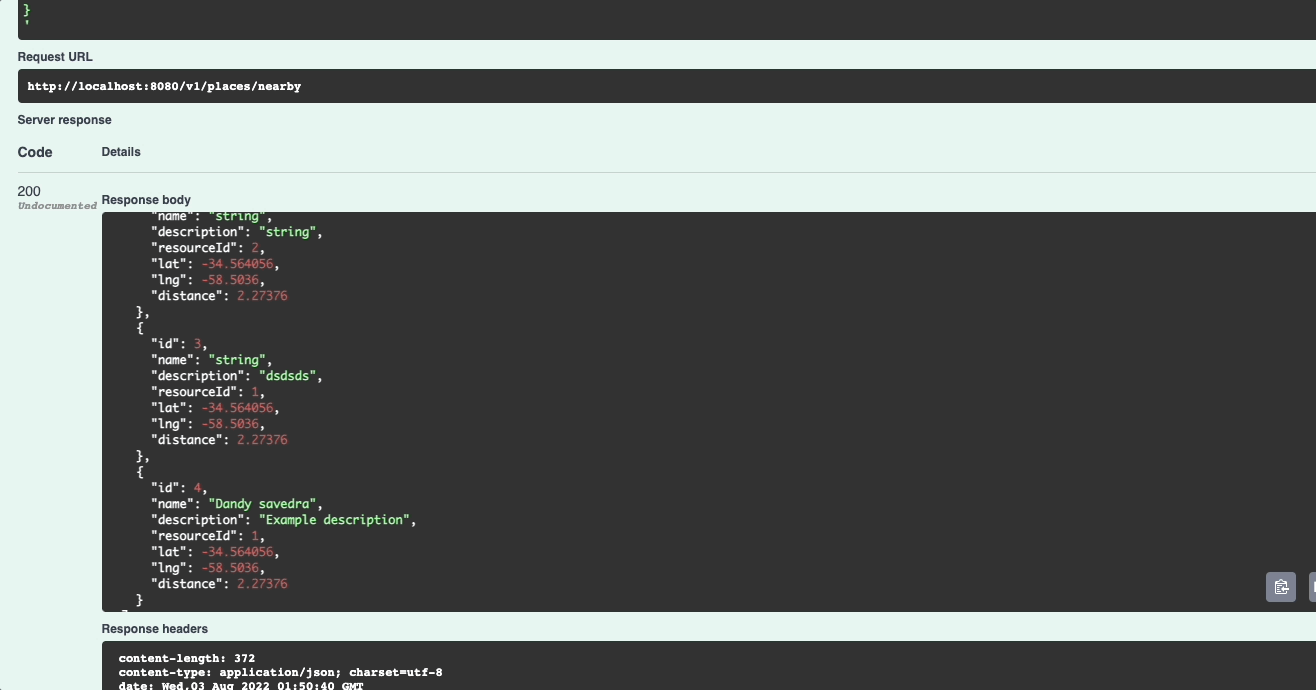 }
'
Request URL
http://localhost:8080/v1/places/nearby
Server response
Code Details
200
Undocumented
Response body
"name": "string",
"description": "string",
"resourceId": 2,
"lat": -34.564056,
"lng": -58.5036,
"distance": 2.27376
},
{
"id": 3,
"name": "string",
"description": "dsdsds",
"resourceId": 1,
"lat": -34.564056,
"lng": -58.5036,
"distance": 2.27376
},
{
"id": 4,
"name": "Dandy savedra",
"description": "Example description",
"resourceId": 1,
"lat": -34.564056,
"lng": -58.5036,
"distance": 2.27376
}
Response headers
content-length: 372
content-type: application/json; charset=utf-8
date: Wed,03 Aug 2022 01:50:40 GMT